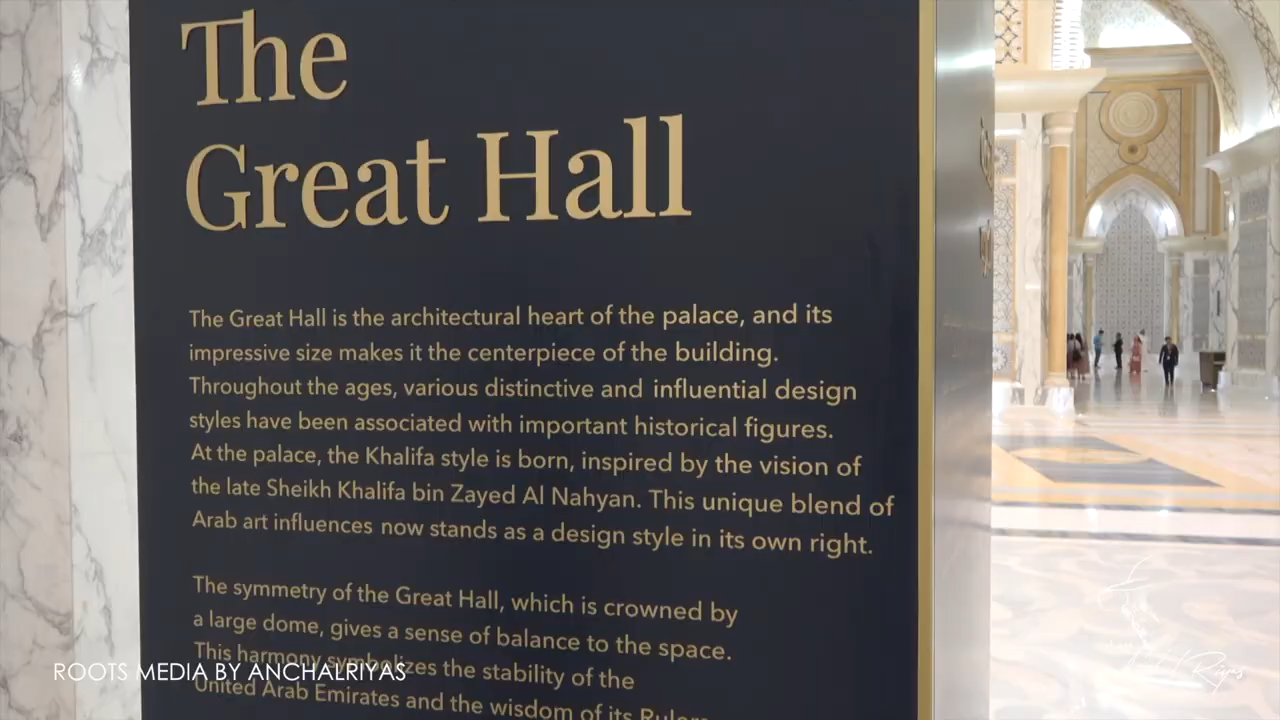 The
Great Hall
The Great Hall is the architectural heart of the palace, and its
impressive size makes it the centerpiece of the building.
Throughout the ages, various distinctive and influential design
styles have been associated with important historical figures.
At the palace, the Khalifa style is born, inspired by the vision of
the late Sheikh Khalifa bin Zayed Al Nahyan. This unique blend of
Arab art influences now stands as a design style in its own right.
The symmetry of the Great Hall, which is crowned by
a large dome, gives a sense of balance to the space.
This harmony symbolizes the stability of the
United Arab Emirates and the wisdom of its
ROOTS MEDIA BY ANCHALRIYAS